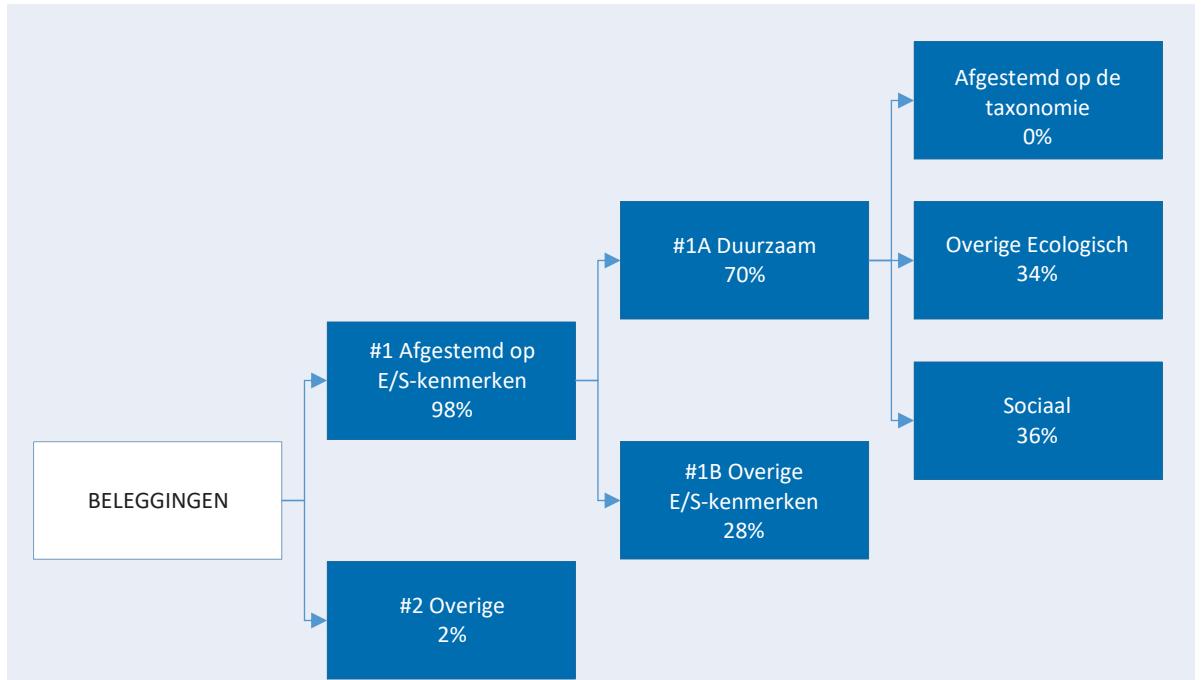 BELEGGINGEN
#1 Afgestemd op
E/S-kenmerken
98%
#2 Overige
2%
#1A Duurzaam
70%
#1B Overige
E/S-kenmerken
28%
Afgestemd op de
taxonomie
0%
Overige Ecologisch
34%
Sociaal
36%